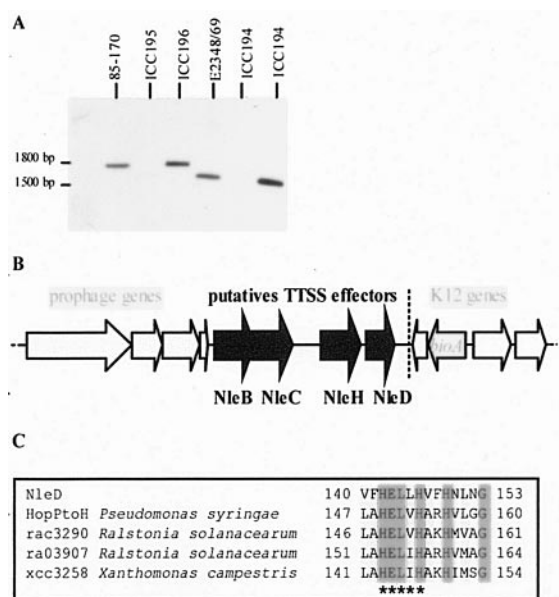 A
85-170
ICC195
ICC196
E2348/69
ICC194
ICC194
1800 bp
1500 bp
B
prophage genes
putatives TTSS effectors
K12 genes
bioA
NleB
NleC
NleH
NleD
C
NleD 140 VFHELLHVFHNLNG 153
HopPtoH Pseudomonas syringae 147 LAHELVHARHVLGG 160
rac3290 Ralstonia solanacearum 146 LAHELVHAKHMVAG 161
ra03907 Ralstonia solanacearum 151 LAHELIHARHVMAG 164
xcc3258 Xanthomonas campestris 141 LAHELIHAKHIMSG 154
*****